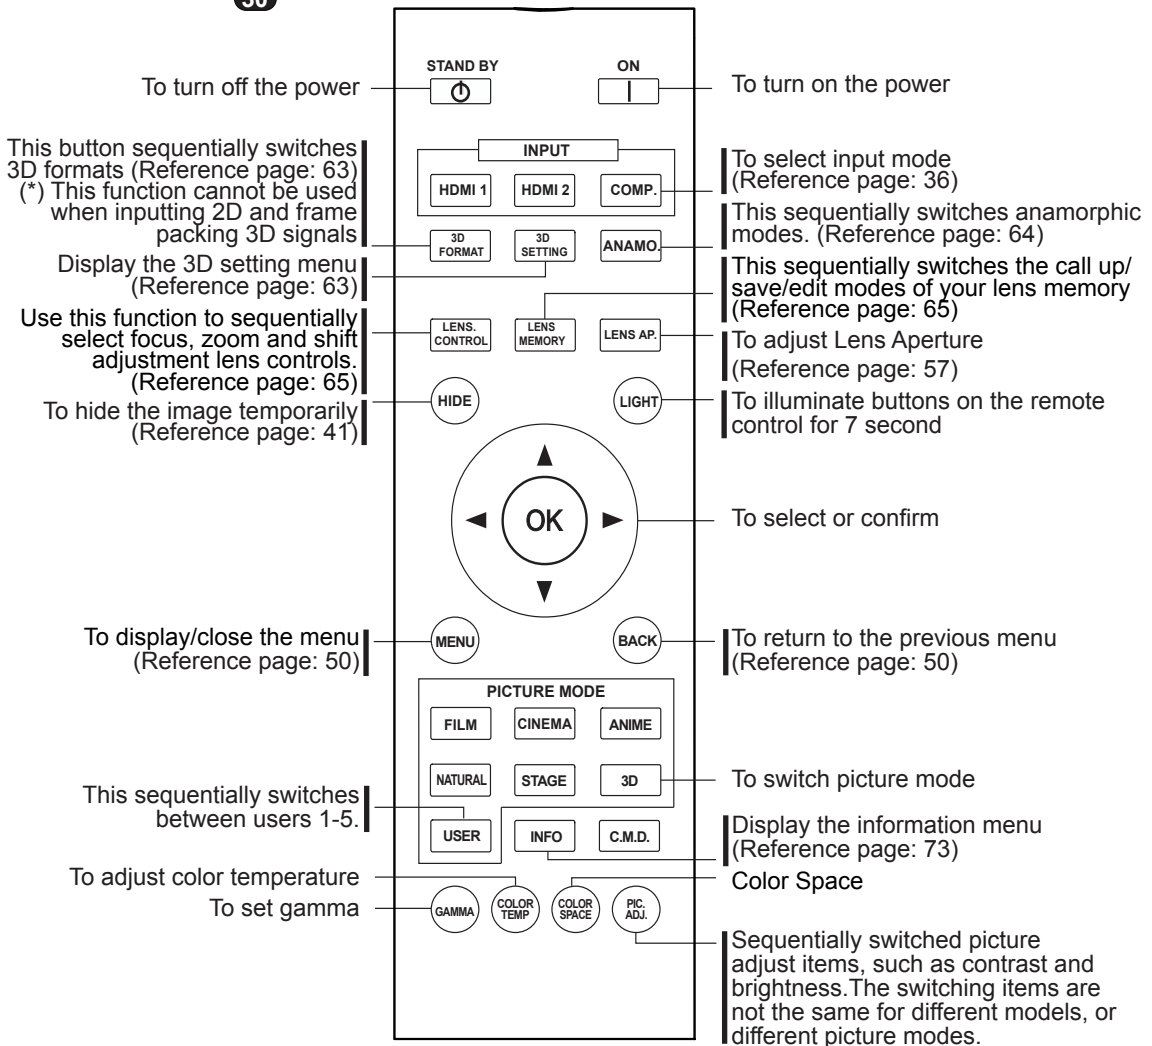 30
STAND BY
ON
To turn off the power
To turn on the power
This button sequentially switches
3D formats (Reference page: 63)
(*) This function cannot be used
when inputting 2D and frame
packing 3D signals
INPUT
HDMI 1
HDMI 2
COMP.
To select input mode
(Reference page: 36)
3D
FORMAT
3D
SETTING
ANAMO.
This sequentially switches anamorphic
modes. (Reference page: 64)
Display the 3D setting menu
(Reference page: 63)
This sequentially switches the call up/
save/edit modes of your lens memory
(Reference page: 65)
Use this function to sequentially
select focus, zoom and shift
adjustment lens controls.
(Reference page: 65)
LENS.
CONTROL
LENS
MEMORY
LENS AP.
To adjust Lens Aperture
(Reference page: 57)
To hide the image temporarily
(Reference page: 41)
HIDE
LIGHT
To illuminate buttons on the remote
control for 7 second
OK
To select or confirm
To display/close the menu
(Reference page: 50)
MENU
BACK
To return to the previous menu
(Reference page: 50)
PICTURE MODE
FILM
CINEMA
ANIME
NATURAL
STAGE
3D
To switch picture mode
This sequentially switches
between users 1-5.
USER
INFO
C.M.D.
Display the information menu
(Reference page: 73)
To adjust color temperature
Color Space
To set gamma
GAMMA
COLOR
TEMP
COLOR
SPACE
PIC.
ADJ.
Sequentially switched picture
adjust items, such as contrast and
brightness.The switching items are
not the same for different models, or
different picture modes.